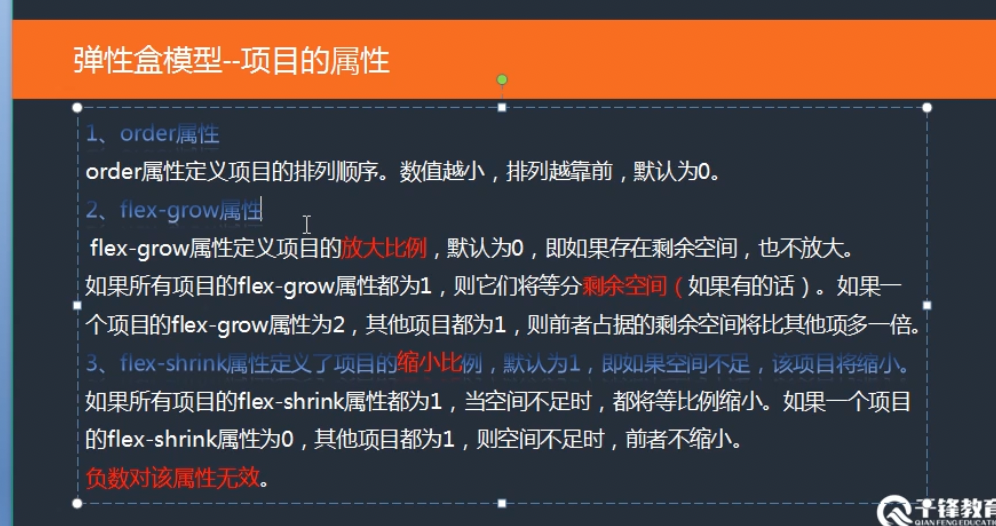 弹性盒模型--项目的属性
1、order属性
order属性定义项目的排列顺序。数值越小，排列越靠前，默认为0。
2、flex-grow属性
flex-grow属性定义项目的放大比例，默认为0，即如果存在剩余空间，也不放大。
如果所有项目的flex-grow属性都为1，则它们将等分剩余空间（如果有的话）。如果一
个项目的flex-grow属性为2，其他项目都为1，则前者占据的剩余空间将比其他项多一倍。
3、flex-shrink属性定义了项目的缩小比例，默认为1，即如果空间不足，该项目将缩小。
如果所有项目的flex-shrink属性都为1，当空间不足时，都将等比例缩小。如果一个项目
的flex-shrink属性为0，其他项目都为1，则空间不足时，前者不缩小。
负数对该属性无效。
千锋教育
QIANFENG EDUCATI